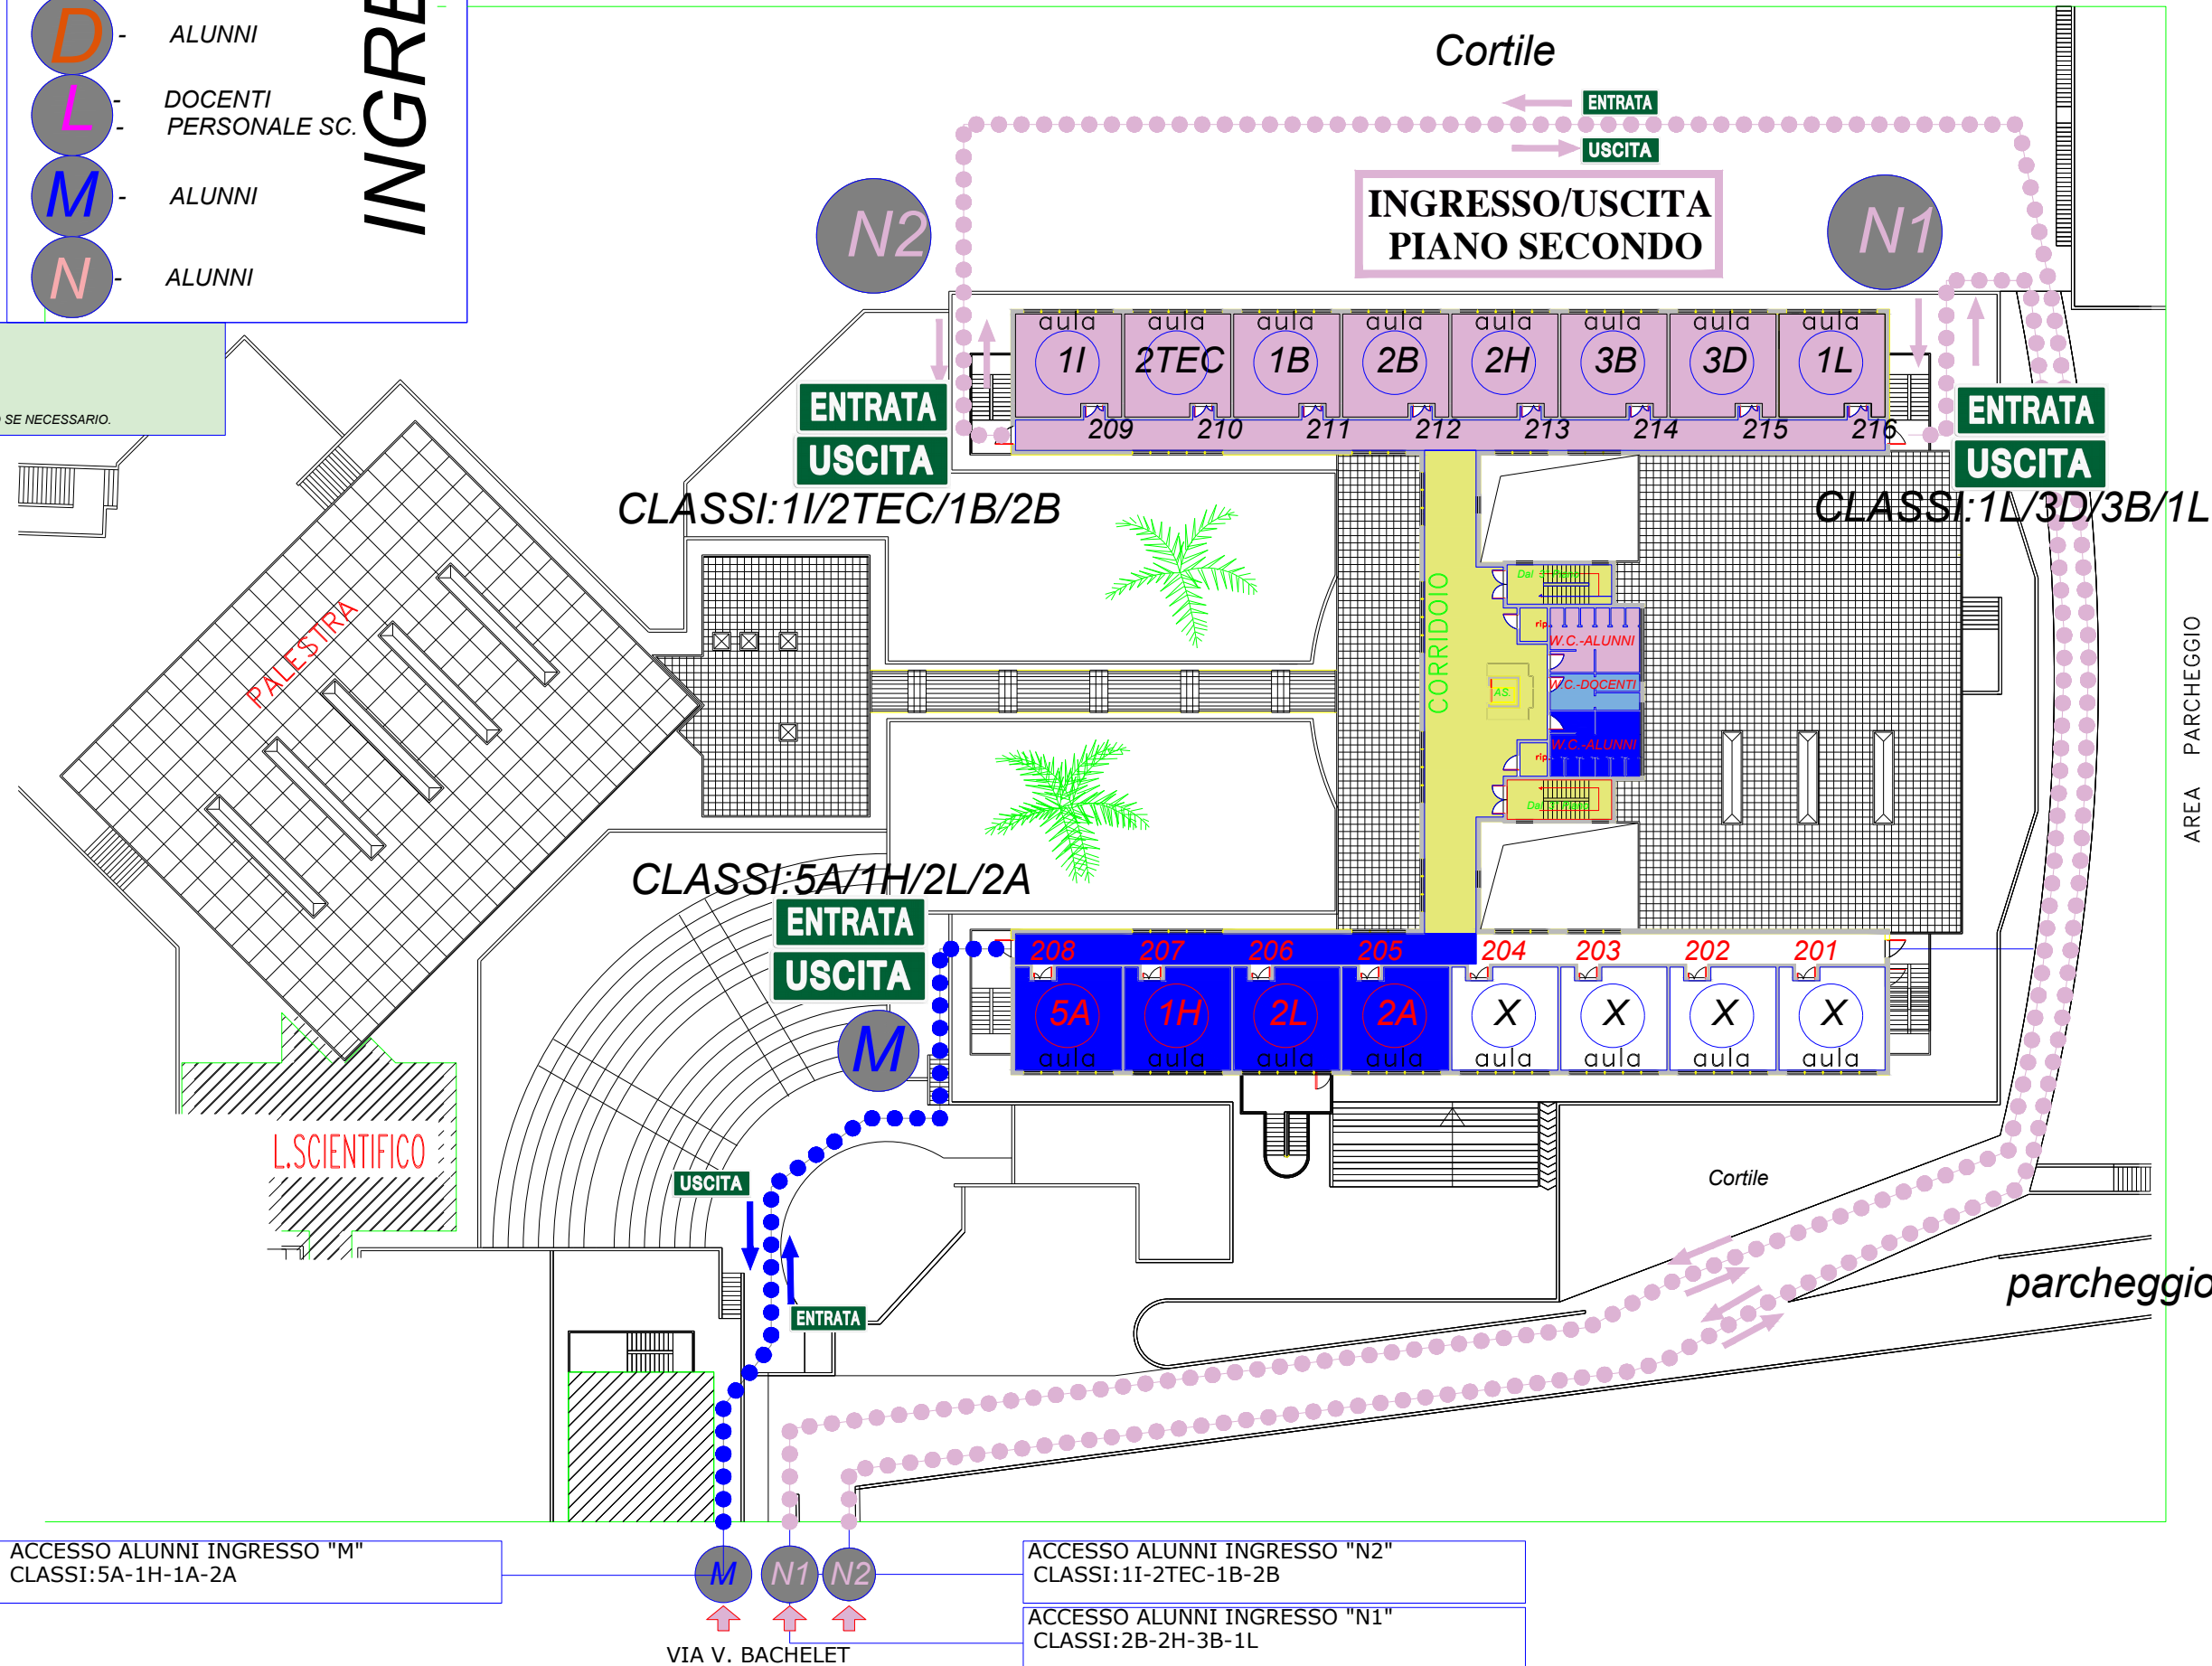 D - ALUNNI
L - DOCENTI
- PERSONALE SC.
M - ALUNNI
N - ALUNNI
SE NECESSARIO.
Cortile
ENTRATA
USCITA
INGRESSO/USCITA
PIANO SECONDO
N2
N1
aula aula aula aula aula aula aula aula
1I 2TEC 1B 2B 2H 3B 3D 1L
209 210 211 212 213 214 215 216
ENTRATA
USCITA
CLASSI:1I/2TEC/1B/2B
ENTRATA
USCITA
CLASSI:1L/3D/3B/1L
PALESTRA
CORRIDOIO
rip.
W.C.-ALUNNI
W.C.-DOCENTI
AS.
W.C.-ALUNNI
rip.
AREA PARCHEGGIO
CLASSI:5A/1H/2L/2A
ENTRATA
USCITA
M
208 207 206 205 204 203 202 201
5A 1H 2L 2A X X X X
aula aula aula aula aula aula aula aula
L.SCIENTIFICO
USCITA
ENTRATA
Cortile
parcheggio
ACCESSO ALUNNI INGRESSO "M"
CLASSI:5A-1H-1A-2A
M N1 N2
VIA V. BACHELET
ACCESSO ALUNNI INGRESSO "N2"
CLASSI:1I-2TEC-1B-2B
ACCESSO ALUNNI INGRESSO "N1"
CLASSI:2B-2H-3B-1L